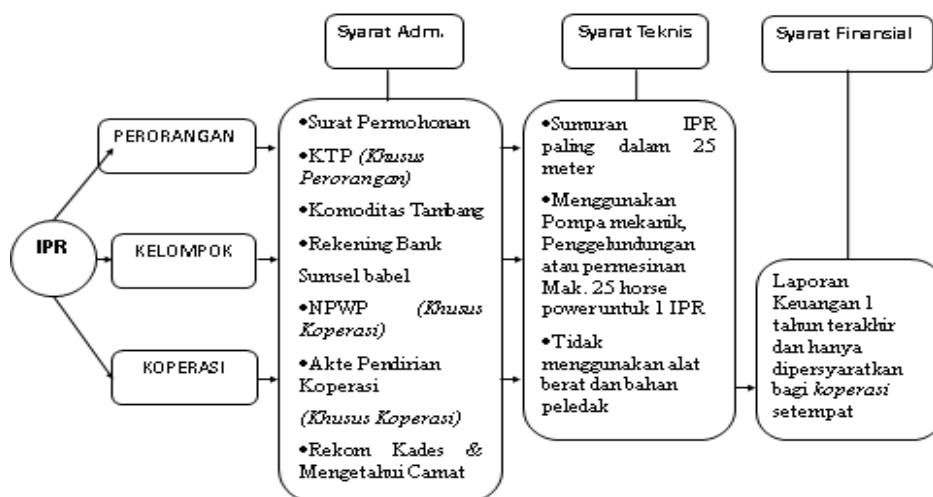 Syarat Adm.
Syarat Teknis
Syarat Finansial
IPR
PERORANGAN
KELOMPOK
KOPERASI
•Surat Permohonan
•KTP (Khusus
Perorangan)
•Komoditas Tambang
•Rekening Bank
Sumsel babel
•NPWP (Khusus
Koperasi)
•Akte Pendirian
Koperasi
(Khusus Koperasi)
•Rekom Kades &
Mengetahui Camat
•Sumuran IPR
paling dalam 25
meter
•Menggunakan
Pompa mekanik,
Penggelundungan
atau permesinan
Mak. 25 horse
power untuk 1 IPR
•Tidak
menggunakan alat
berat dan bahan
peledak
Laporan
Keuangan 1
tahun terakhir
dan hanya
dipersyaratkan
bagi koperasi
setempat